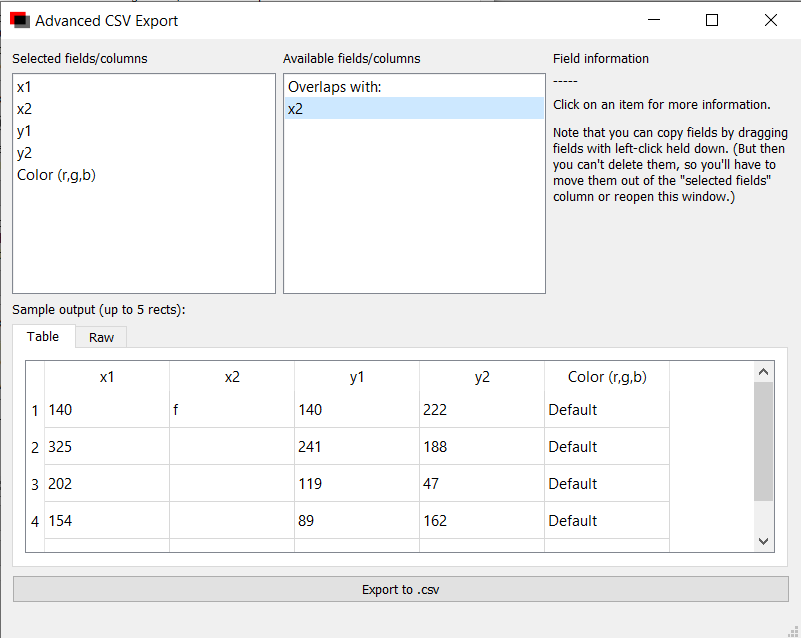 Advanced CSV Export
Selected fields/columns
x1
x2
y1
y2
Color (r,g,b)
Available fields/columns
Overlaps with:
x2
Field information
-----
Click on an item for more information.
Note that you can copy fields by dragging
fields with left-click held down. (But then
you can't delete them, so you'll have to
move them out of the "selected fields"
column or reopen this window.)
Sample output (up to 5 rects):
Table Raw
x1 x2 y1 y2 Color (r,g,b)
1 140 f 140 222 Default
2 325 241 188 Default
3 202 119 47 Default
4 154 89 162 Default
Export to .csv